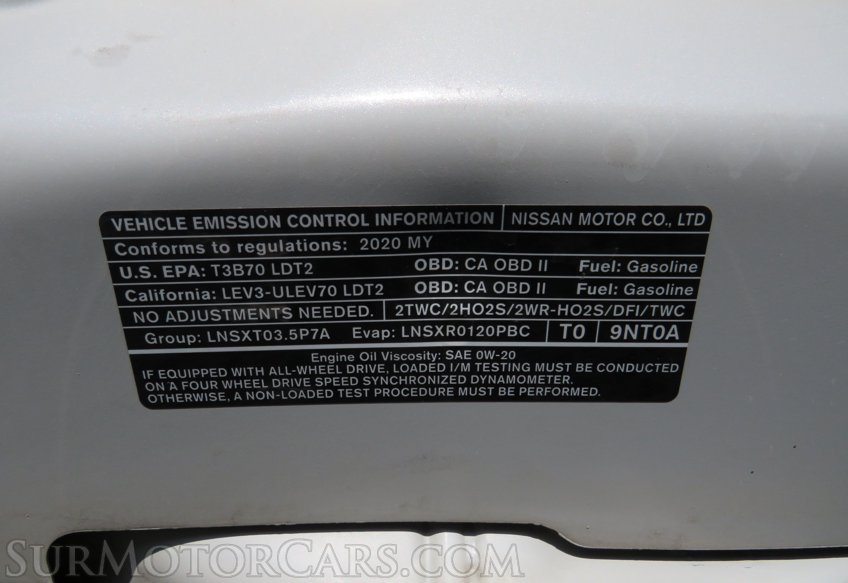 VEHICLE EMISSION CONTROL INFORMATION NISSAN MOTOR CO., LTD
Conforms to regulations: 2020 MY
U.S. EPA: T3B70 LDT2 OBD: CA OBD II Fuel: Gasoline
California: LEV3-ULEV70 LDT2 OBD: CA OBD II Fuel: Gasoline
NO ADJUSTMENTS NEEDED. 2TWC/2HO2S/2WR-HO2S/DFI/TWC
Group: LNSXT03.5P7A Evap: LNSXR0120PBC T0 9NT0A
Engine Oil Viscosity: SAE 0W-20
IF EQUIPPED WITH ALL-WHEEL DRIVE, LOADED I/M TESTING MUST BE CONDUCTED
ON A FOUR WHEEL DRIVE SPEED SYNCHRONIZED DYNAMOMETER.
OTHERWISE, A NON-LOADED TEST PROCEDURE MUST BE PERFORMED.
SURMOTORCARS.COM
SURMOTORCARS.COM